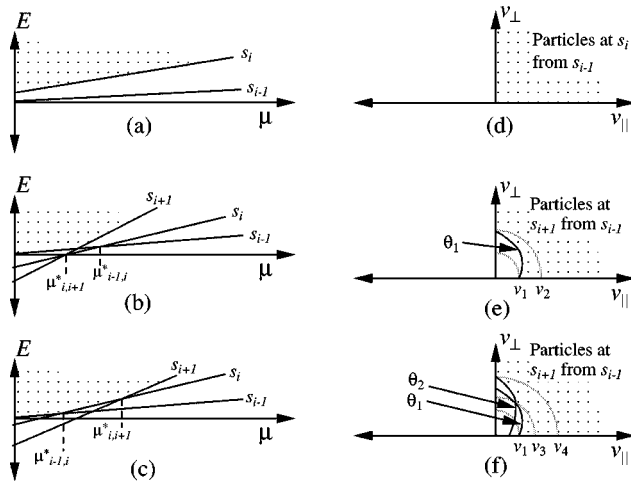 E
s_i
s_{i-1}
μ
(a)
v_⊥
Particles at s_i
from s_{i-1}
v_||
(d)
E
s_{i+1}
s_i
s_{i-1}
μ
μ*_{i,i+1}
μ*_{i-1,i}
(b)
v_⊥
Particles at
s_{i+1} from s_{i-1}
θ_1
v_1 v_2
v_||
(e)
E
s_{i+1}
s_i
s_{i-1}
μ
μ*_{i-1,i}
μ*_{i,i+1}
(c)
v_⊥
Particles at
s_{i+1} from s_{i-1}
θ_2
θ_1
v_1 v_3 v_4
v_||
(f)